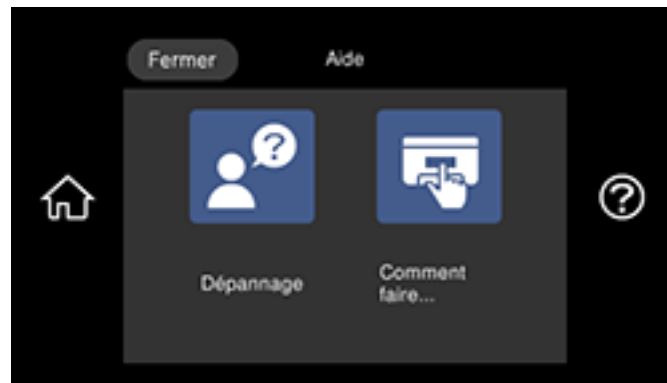 Fermer
Aide
?
Dépannage
Comment
faire...
?